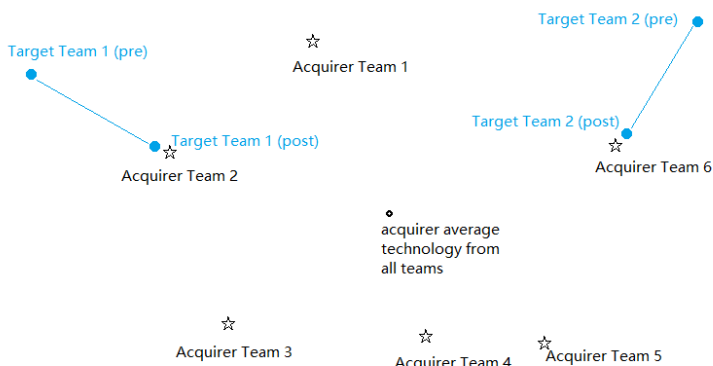 Target Team 2 (pre)
Target Team 1 (pre)
Acquirer Team 1
Target Team 2 (post)
Target Team 1 (post)
Acquirer Team 6
Acquirer Team 2
acquirer average
technology from
all teams
Acquirer Team 3
Acquirer Team 4
Acquirer Team 5